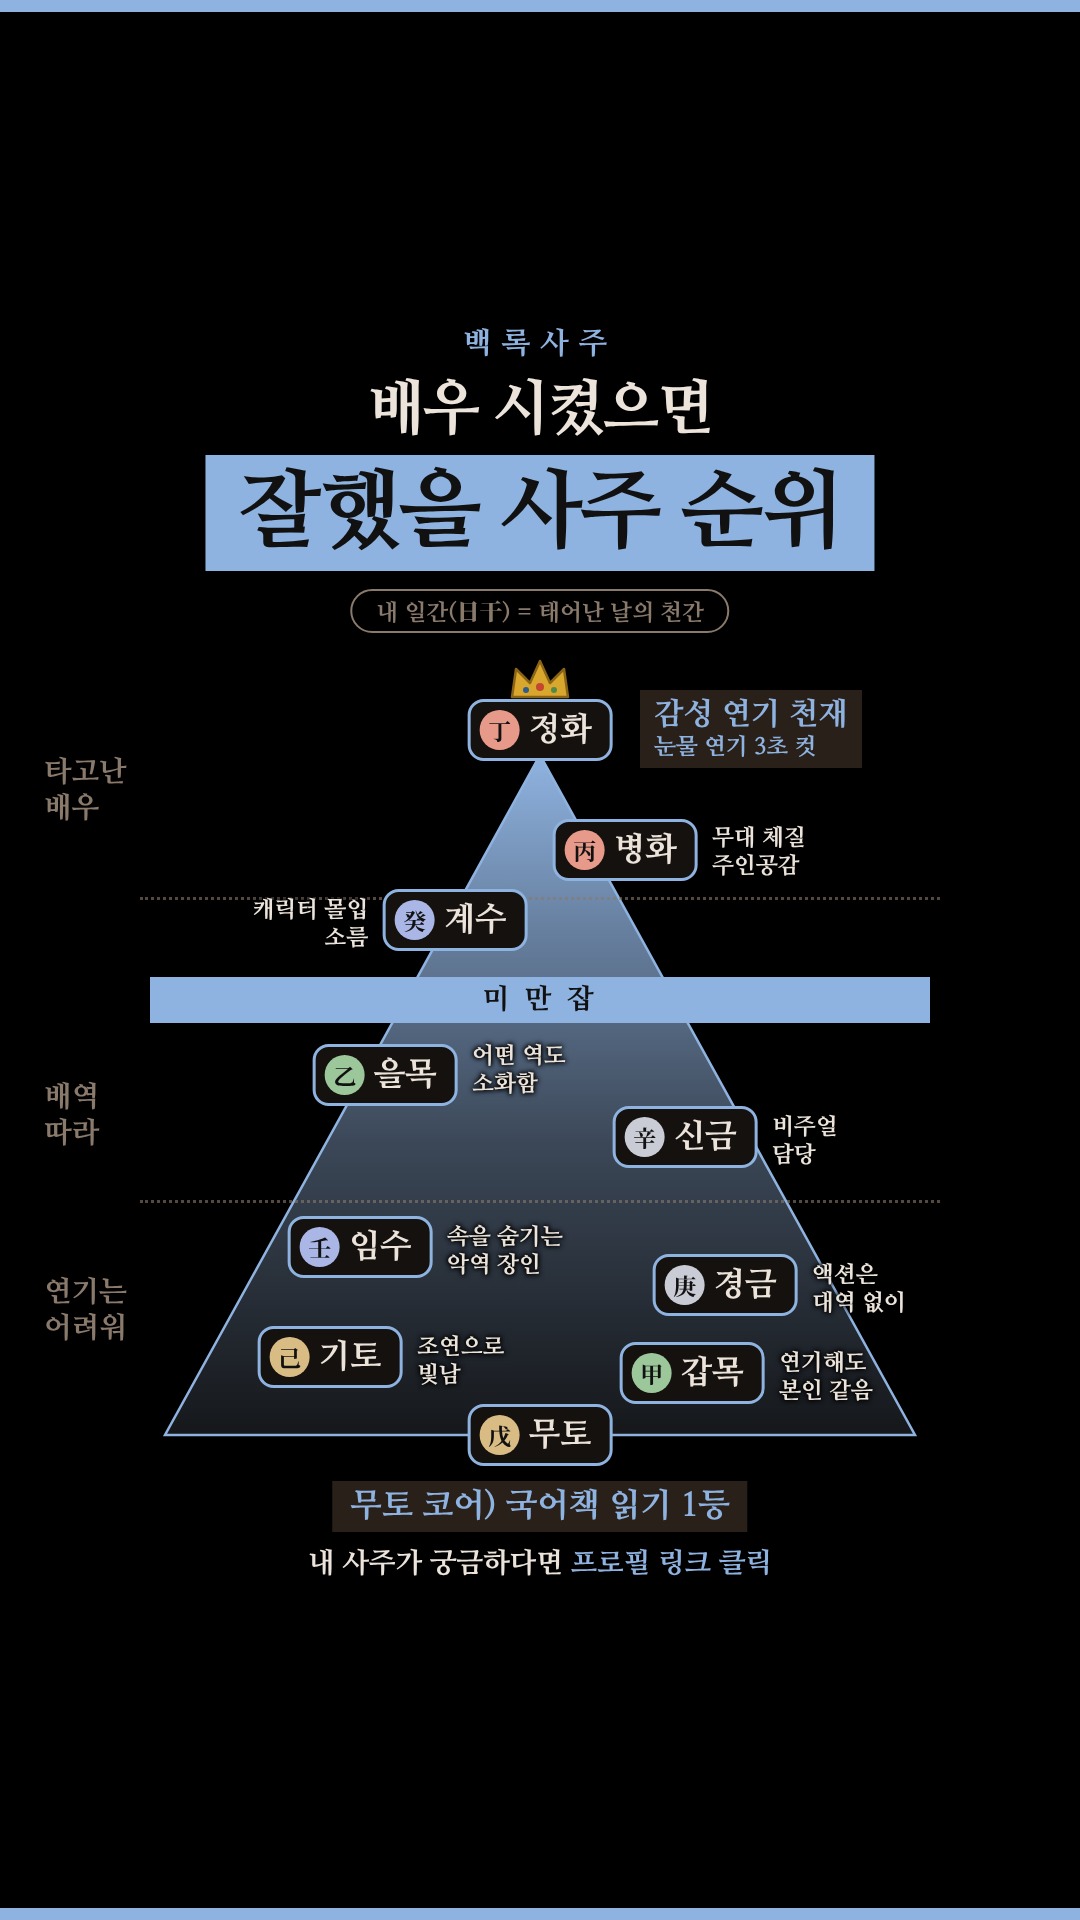 백록사주
배우 시켰으면
잘했을 사주 순위
내 일간(日干) = 태어난 날의 천간
丁 정화
감성 연기 천재
눈물 연기 3초 컷
타고난
배우
丙 병화
무대 체질
주인공감
캐릭터 몰입
소름
癸 계수
미만잡
乙 을목
어떤 역도
소화함
배역
따라
辛 신금
비주얼
담당
壬 임수
속을 숨기는
악역 장인
庚 경금
액션은
대역 없이
연기는
어려워
己 기토
조연으로
빛남
甲 갑목
연기해도
본인 같음
戊 무토
무토 코어) 국어책 읽기 1등
내 사주가 궁금하다면 프로필 링크 클릭